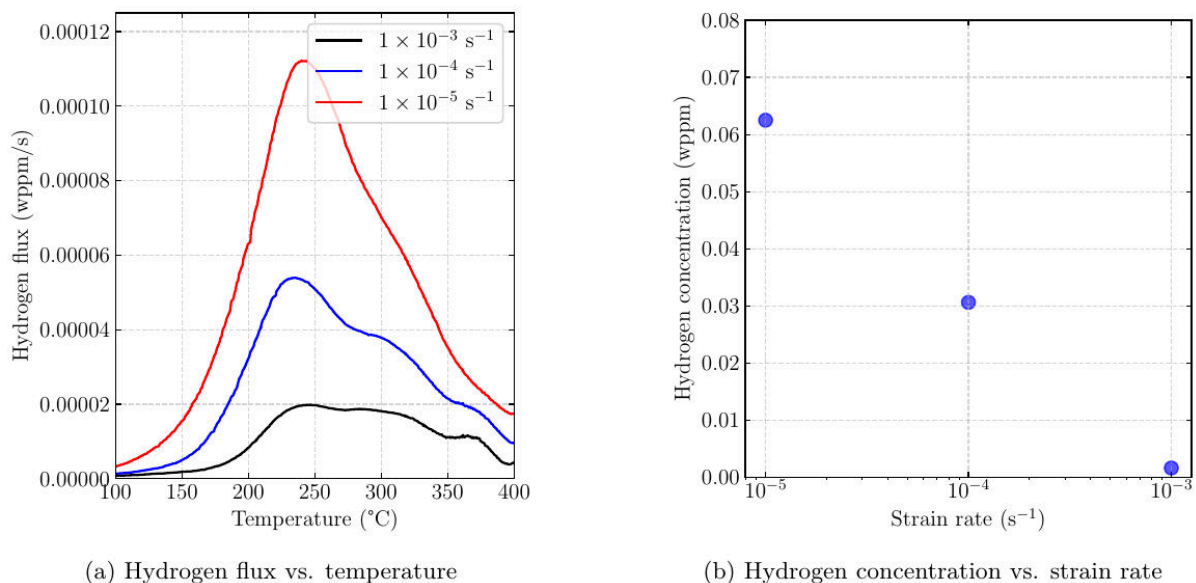 0.00012
0.00010
0.00008
0.00006
0.00004
0.00002
0.00000
Hydrogen flux (wppm/s)
1 × 10⁻³ s⁻¹
1 × 10⁻⁴ s⁻¹
1 × 10⁻⁵ s⁻¹
100 150 200 250 300 350 400
Temperature (°C)
(a) Hydrogen flux vs. temperature
0.08
0.07
0.06
0.05
0.04
0.03
0.02
0.01
0.00
Hydrogen concentration (wppm)
10⁻⁵ 10⁻⁴ 10⁻³
Strain rate (s⁻¹)
(b) Hydrogen concentration vs. strain rate